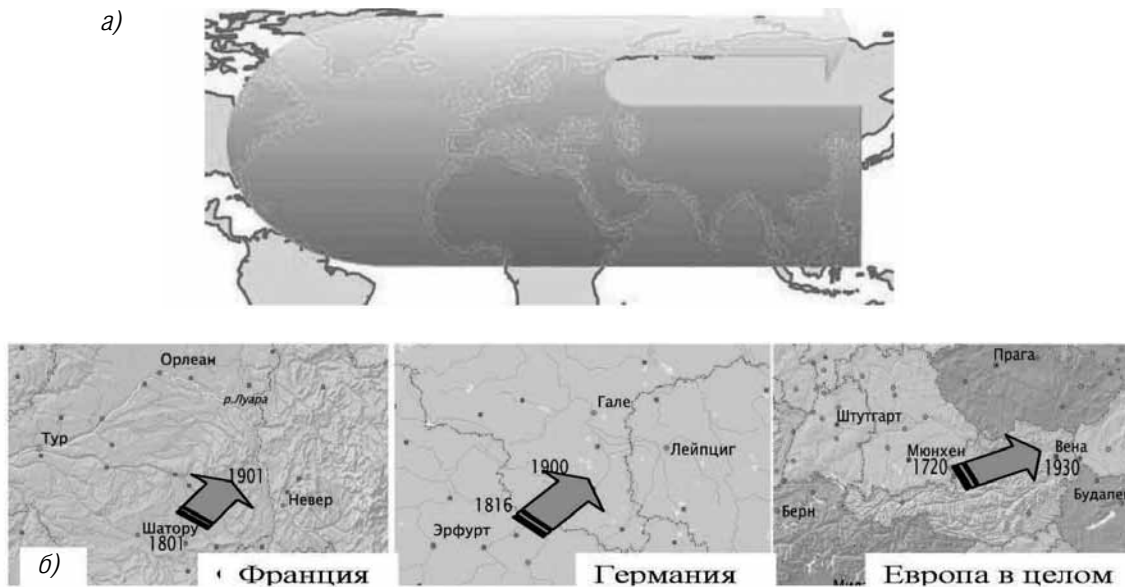 а)
Орлеан
р.Луара
Тур
1901
Невер
Шатору
1801
б)
Франция
Гале
Лейпциг
1900
1816
Эрфурт
Германия
Прага
Штутгарт
Мюнхен
1720
Вена
1930
Берн
Европа в целом